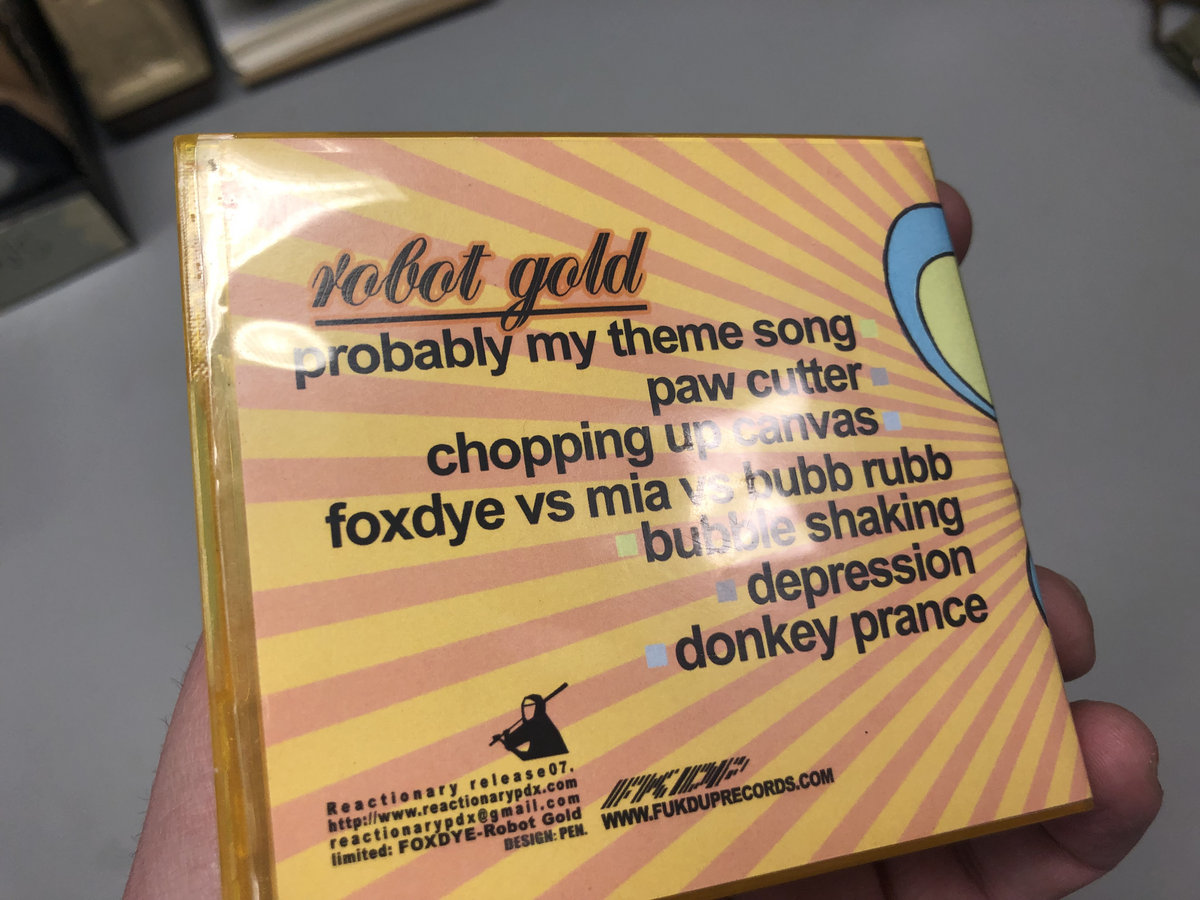 robot gold
probably my theme song
paw cutter
chopping up canvas
foxdye vs mia vs bubb rubb
bubble shaking
depression
donkey prance
Reactionary release07.
http://www.reactionarypdx.com
reactionarypdx@gmail.com
limited: FOXDYE-Robot Gold
DESIGN: PEN.
FKDF
WWW.FUKDUPRECORDS.COM